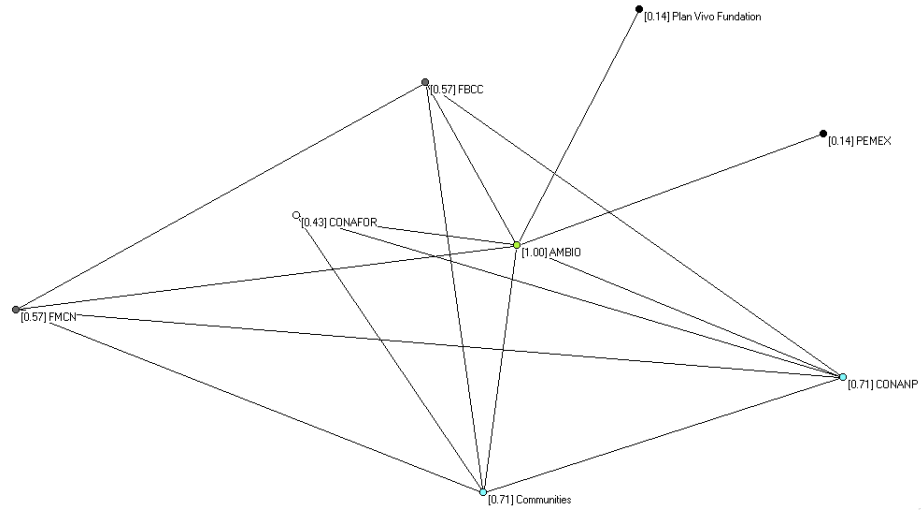 [0.14] Plan Vivo Fundation
[0.57] FBCC
[0.14] PEMEX
[0.43] CONAFOR
[1.00] AMBIO
[0.57] FMCN
[0.71] CONANP
[0.71] Communities